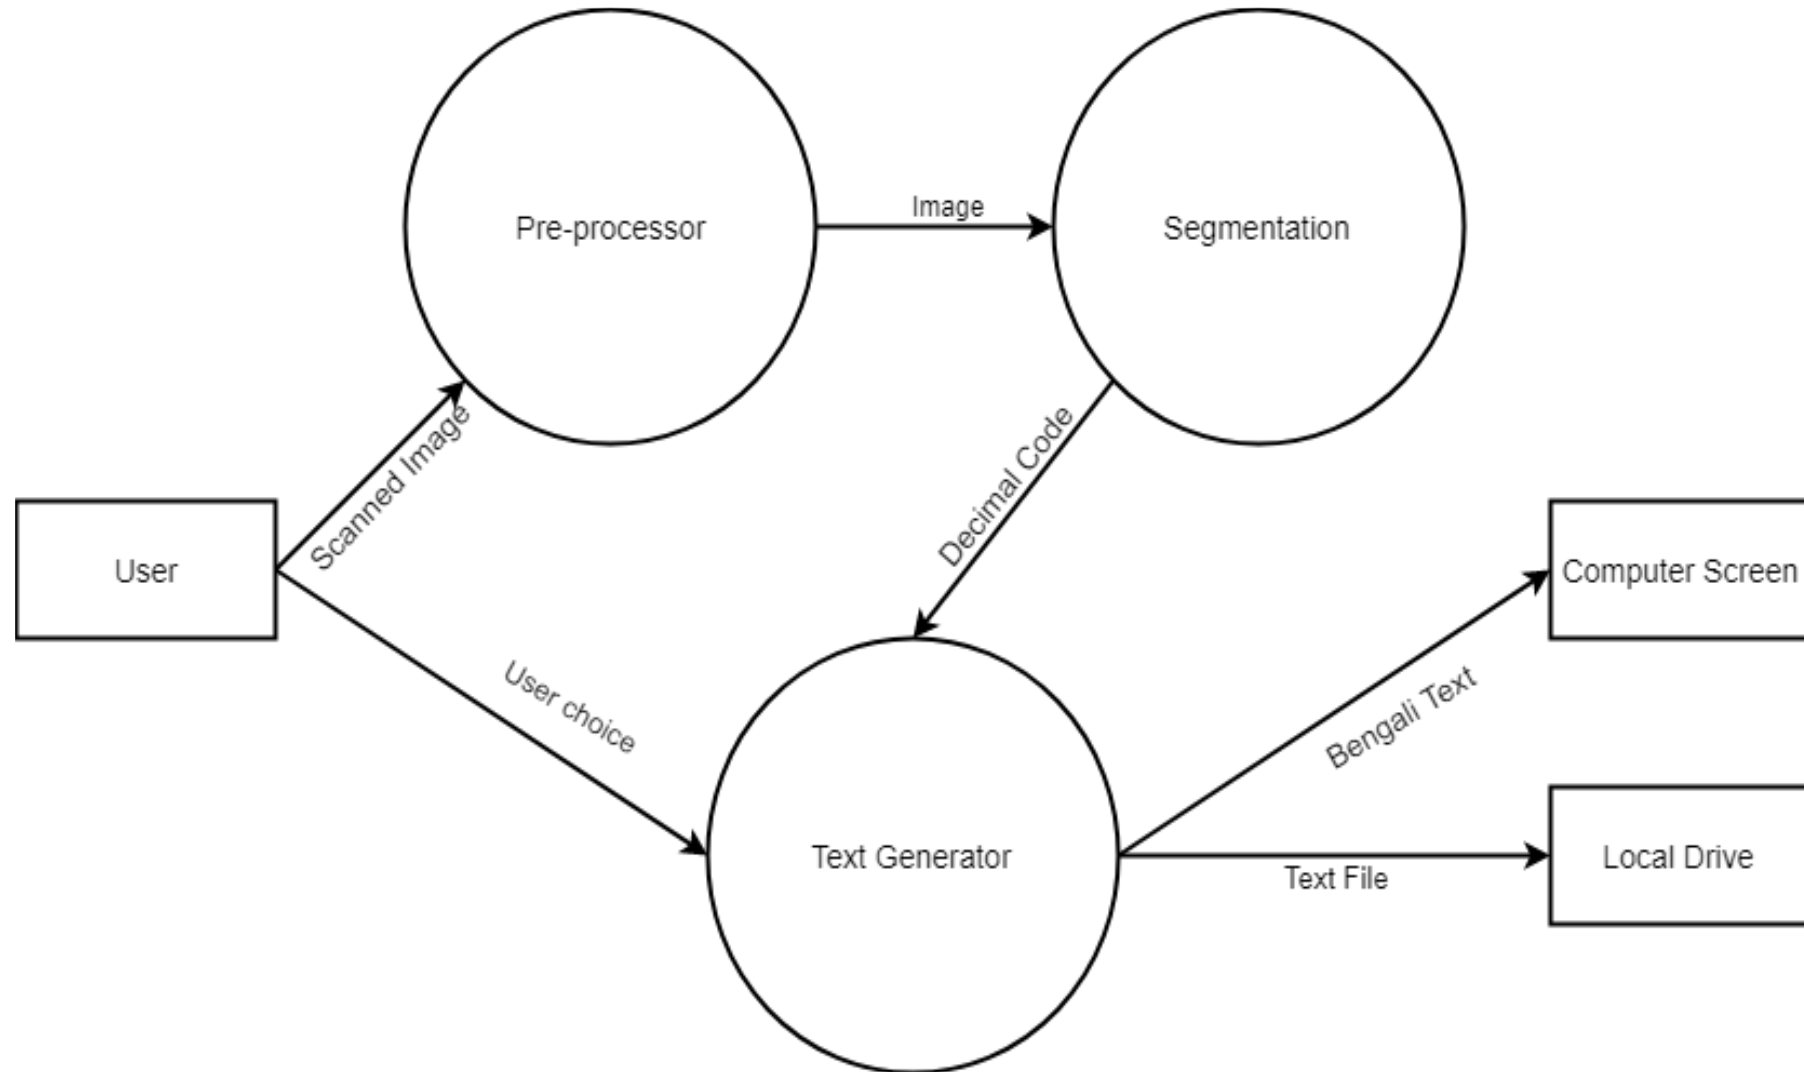 Pre-processor
Image
Segmentation
Scanned Image
Decimal Code
User
Computer Screen
User choice
Bengali Text
Text Generator
Text File
Local Drive